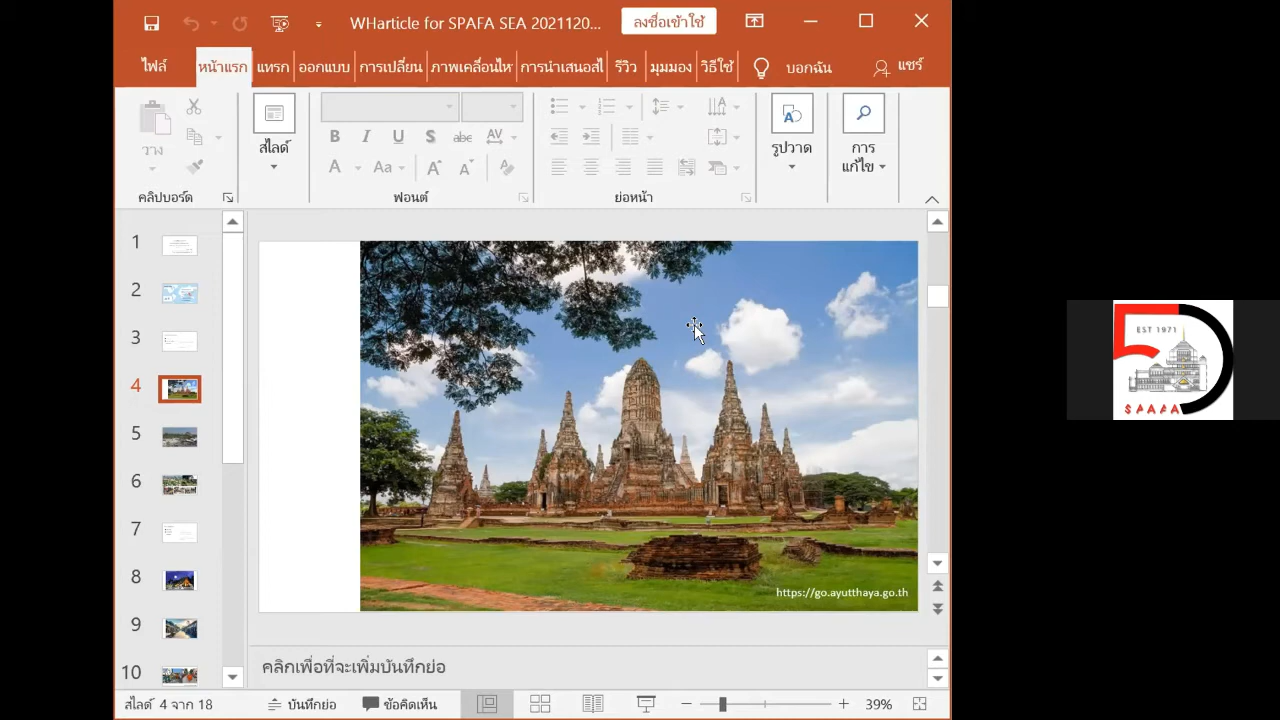 WHarticle for SPAFA SEA 2021120...
ลงชื่อเข้าใช้
ไฟล์
หน้าแรก
แทรก
ออกแบบ
การเปลี่ยน
ภาพเคลื่อนไห
การนำเสนอสไ
รีวิว
มุมมอง
วิธีใช้
บอกฉัน
แชร์
วาง
สไลด์
B I U S abc AV
A Aa A A
รูปวาด
การ
แก้ไข
คลิปบอร์ด
ฟอนต์
ย่อหน้า
1
2
3
4
5
6
7
8
9
10
https://go.ayutthaya.go.th
EST 1971
SPAFA
คลิกเพื่อที่จะเพิ่มบันทึกย่อ
สไลด์ 4 จาก 18
บันทึกย่อ
ข้อคิดเห็น
39%